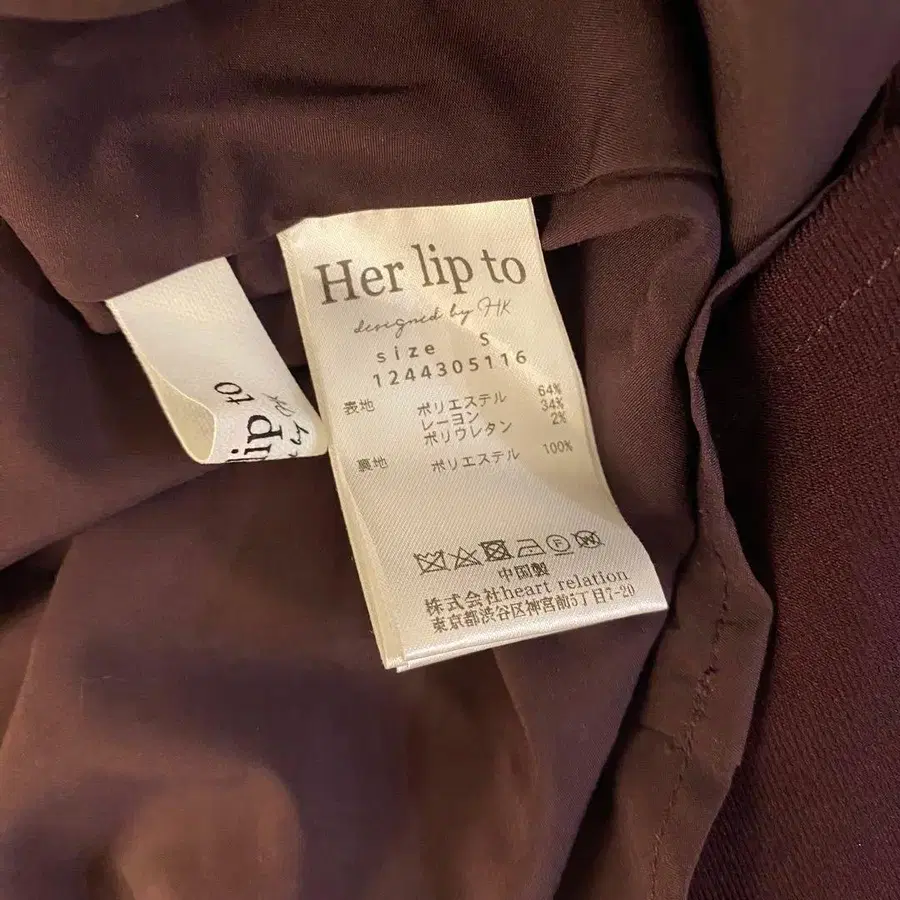 Her lip to
designed by HK
size S
1244305116
表地 ポリエステル 64%
レーヨン 34%
ポリウレタン 2%
裏地 ポリエステル 100%
F
W
中国製
株式会社heart relation
東京都渋谷区神宮前5丁目7-20
lip to
by HK